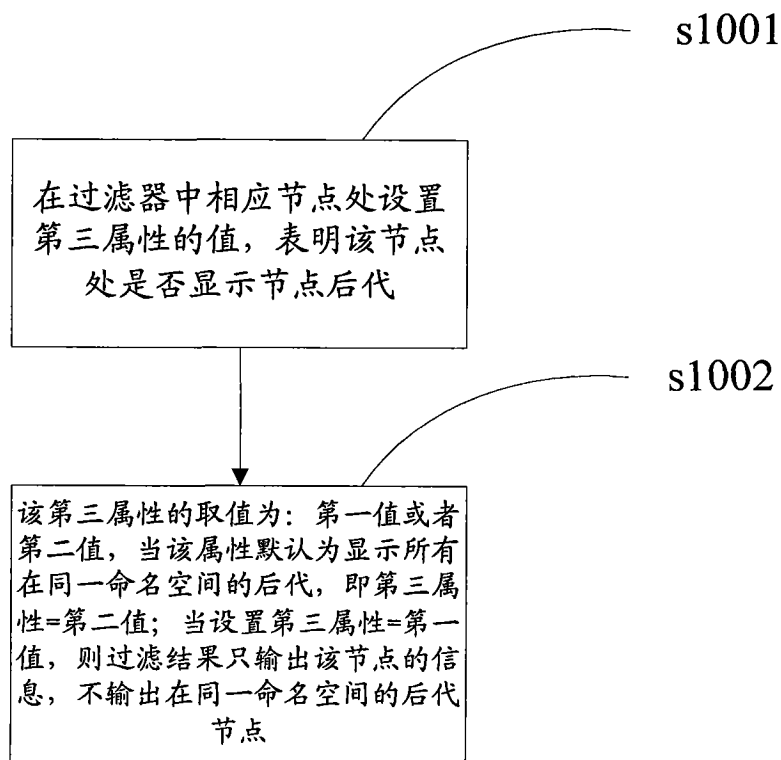 s1001
在过滤器中相应节点处设置
第三属性的值，表明该节点
处是否显示节点后代
s1002
该第三属性的取值为：第一值或者
第二值，当该属性默认为显示所有
在同一命名空间的后代，即第三属
性=第二值；当设置第三属性=第一
值，则过滤结果只输出该节点的信
息，不输出在同一命名空间的后代
节点